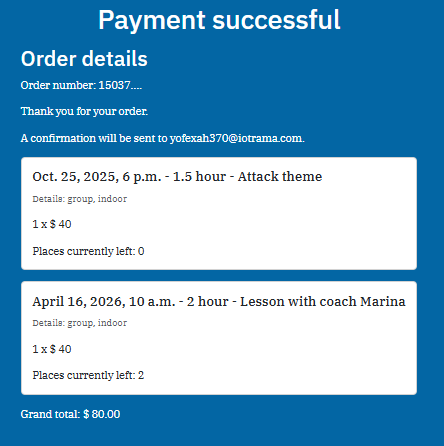 Payment successful
Order details
Order number: 15037....
Thank you for your order.
A confirmation will be sent to yofexah370@iotrama.com.
Oct. 25, 2025, 6 p.m. - 1.5 hour - Attack theme
Details: group, indoor
1 x $ 40
Places currently left: 0
April 16, 2026, 10 a.m. - 2 hour - Lesson with coach Marina
Details: group, indoor
1 x $ 40
Places currently left: 2
Grand total: $ 80.00